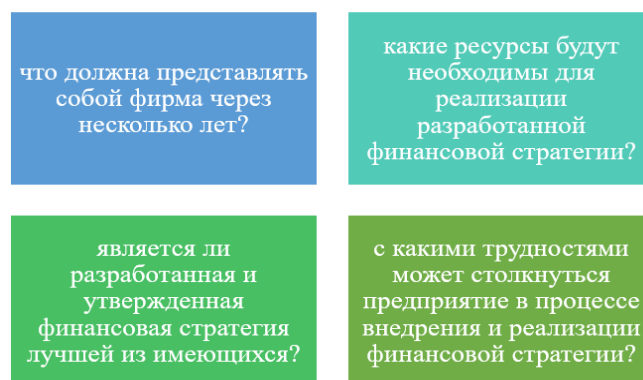 что должна представлять
собой фирма через
несколько лет?
какие ресурсы будут
необходимы для
реализации
разработанной
финансовой стратегии?
является ли
разработанная и
утвержденная
финансовая стратегия
лучшей из имеющихся?
с какими трудностями
может столкнуться
предприятие в процессе
внедрения и реализации
финансовой стратегии?